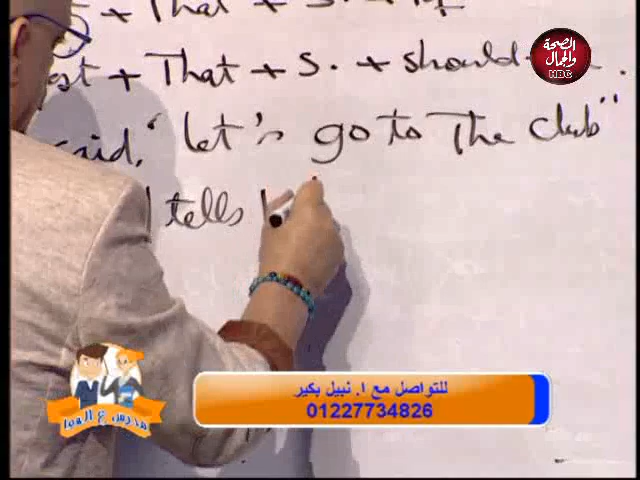 + That + S. +
الصحة
والجمال
HBC
+ That + S. + should
said, "let's go to The club"
tells
مدرس ع الهوا
للتواصل مع ا. نبيل بكير
01227734826